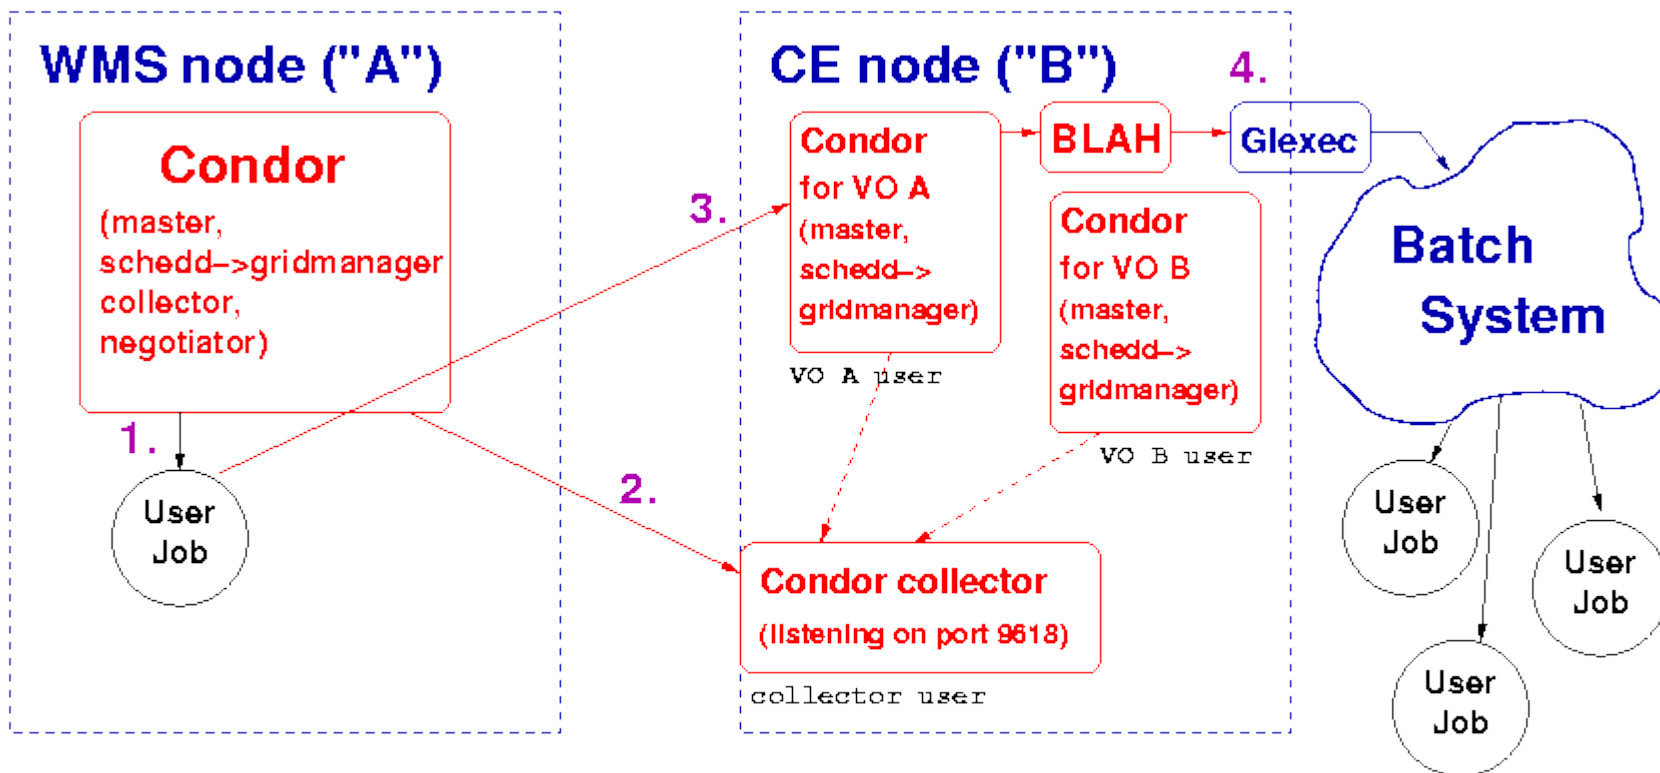 WMS node ("A")
Condor
(master,
schedd->gridmanager
collector,
negotiator)
1.
User
Job
2.
3.
CE node ("B")
4.
Condor
for VO A
(master,
schedd->
gridmanager)
VO A user
BLAH
Glexec
Condor
for VO B
(master,
schedd->
gridmanager)
VO B user
Condor collector
(listening on port 9618)
collector user
Batch
System
User
Job
User
Job
User
Job